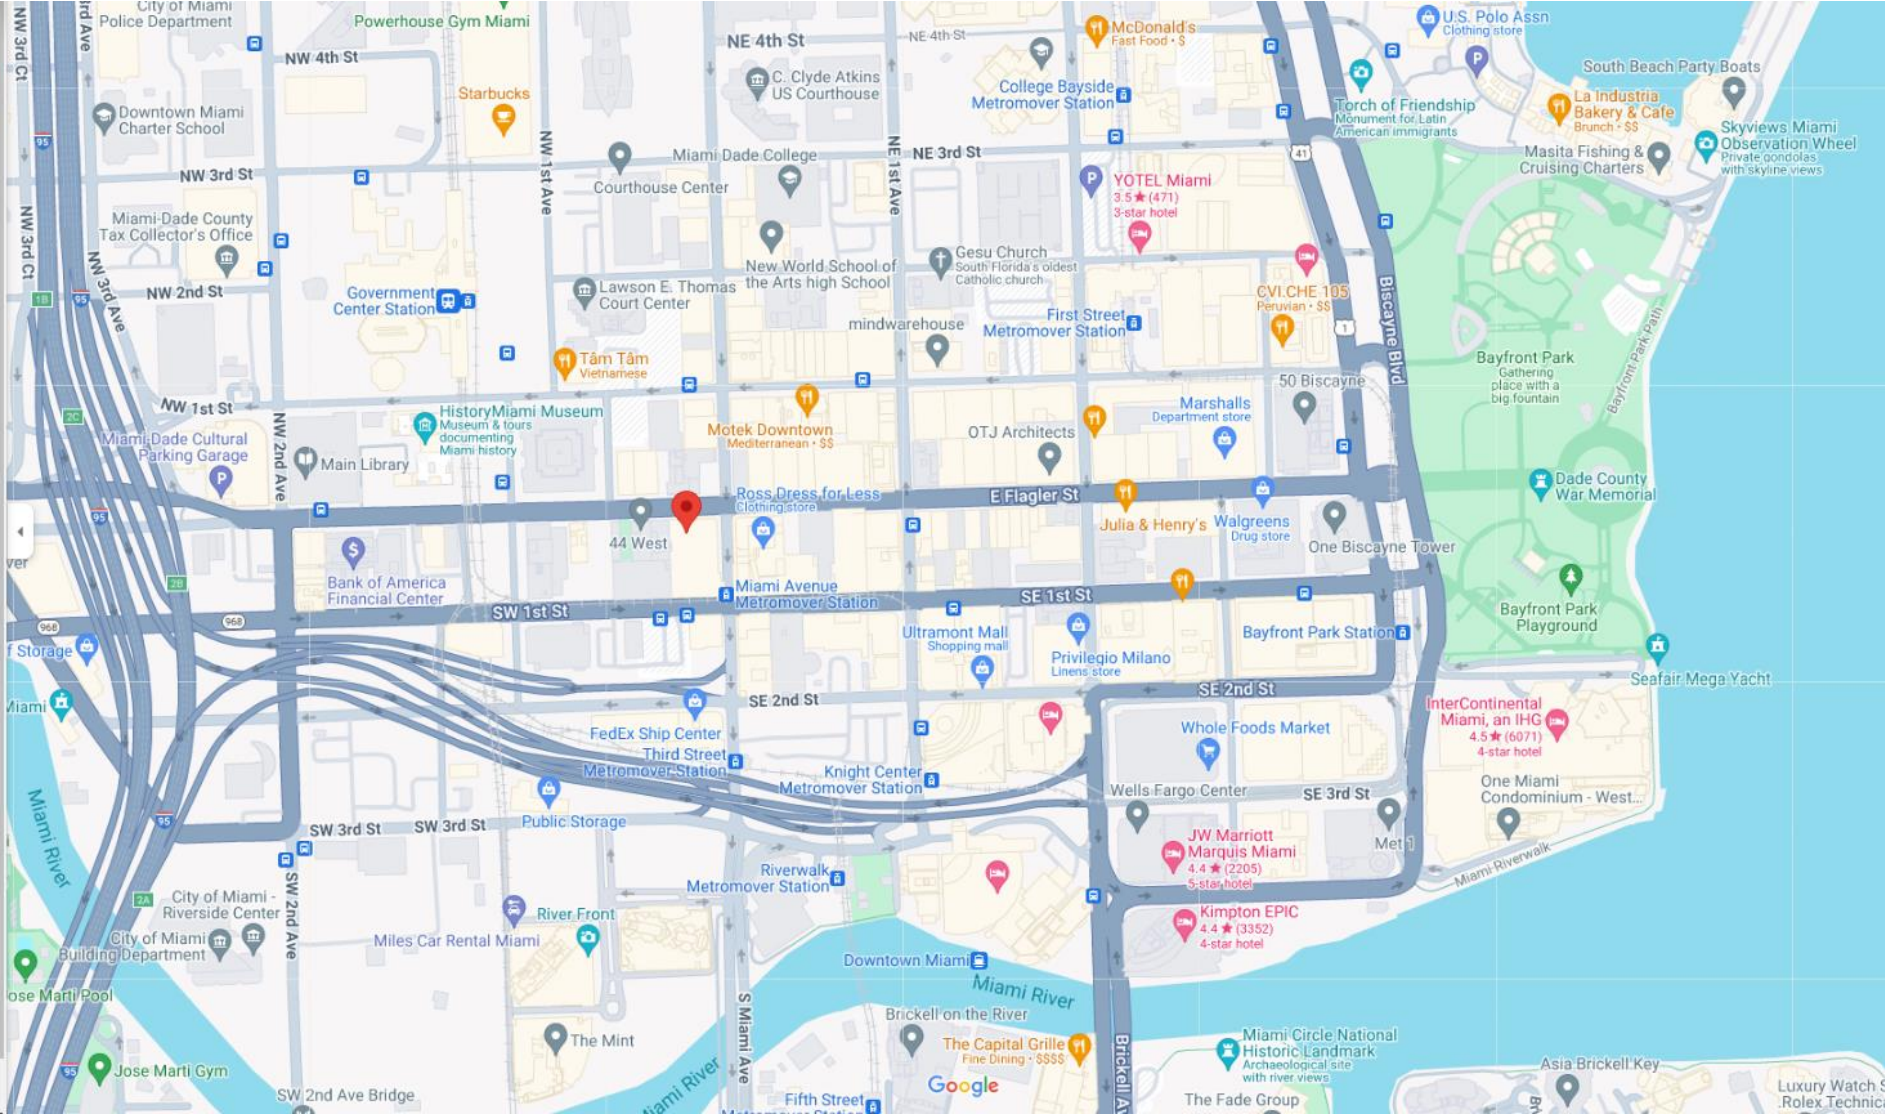 City of Miami
Police Department
Powerhouse Gym Miami
McDonald's
Fast Food · $
U.S. Polo Assn
Clothing store
NW 3rd Ct
NE 4th St
NE 4th St
NW 4th St
C. Clyde Atkins
US Courthouse
College Bayside
Metromover Station
South Beach Party Boats
Starbucks
Torch of Friendship
Monument for Latin
American immigrants
La Industria
Bakery & Cafe
Brunch · $$
Downtown Miami
Charter School
95
Skyviews Miami
Observation Wheel
Private gondolas
with skyline views
NW 1st Ave
NE 1st Ave
NE 3rd St
41
Miami Dade College
Masita Fishing &
Cruising Charters
NW 3rd St
Courthouse Center
P
YOTEL Miami
3.5★(471)
3-star hotel
NW 3rd Ct
Miami-Dade County
Tax Collector's Office
NW 3rd Ave
Gesu Church
South Florida's oldest
Catholic church
New World School of
the Arts high School
NW 2nd St
1B
95
Government
Center Station
Lawson E. Thomas
Court Center
CVI.CHE 105
Peruvian · $$
Biscayne Blvd
First Street
Metromover Station
mindwarehouse
1
Bayfront Park Path
Tâm Tâm
Vietnamese
Bayfront Park
Gathering
place with a
big fountain
50 Biscayne
NW 1st St
2C
HistoryMiami Museum
Museum & tours
documenting
Miami history
Marshalls
Department store
Motek Downtown
Mediterranean · $$
OTJ Architects
Miami-Dade Cultural
Parking Garage
NW 2nd Ave
Main Library
P
Dade County
War Memorial
Ross Dress for Less
Clothing store
E Flagler St
95
44 West
Julia & Henry's
Walgreens
Drug store
One Biscayne Tower
2B
Bank of America
Financial Center
Miami Avenue
Metromover Station
SE 1st St
SW 1st St
Bayfront Park
Playground
968
968
Ultramont Mall
Shopping mall
Bayfront Park Station
f Storage
Privilegio Milano
Linens store
Seafair Mega Yacht
SE 2nd St
SE 2nd St
Miami
FedEx Ship Center
Whole Foods Market
InterContinental
Miami, an IHG
4.5★(6071)
4-star hotel
Third Street
Metromover Station
Knight Center
Metromover Station
Wells Fargo Center
SE 3rd St
One Miami
Condominium - West...
Miami River
95
SW 3rd St
SW 3rd St
Public Storage
JW Marriott
Marquis Miami
4.4★(2205)
5-star hotel
Met 1
Riverwalk
Metromover Station
Miami Riverwalk
2A
City of Miami -
Riverside Center
SW 2nd Ave
River Front
Kimpton EPIC
4.4★(3352)
4-star hotel
Miles Car Rental Miami
City of Miami
Building Department
Downtown Miami
Miami River
ose Marti Pool
S Miami Ave
Brickell on the River
The Mint
The Capital Grille
Fine Dining · $$$$
Miami Circle National
Historic Landmark
Archaeological site
with river views
95
Jose Marti Gym
Miami River
Google
Asia Brickell Key
SW 2nd Ave Bridge
Fifth Street
The Fade Group
Luxury Watch
Rolex Technic